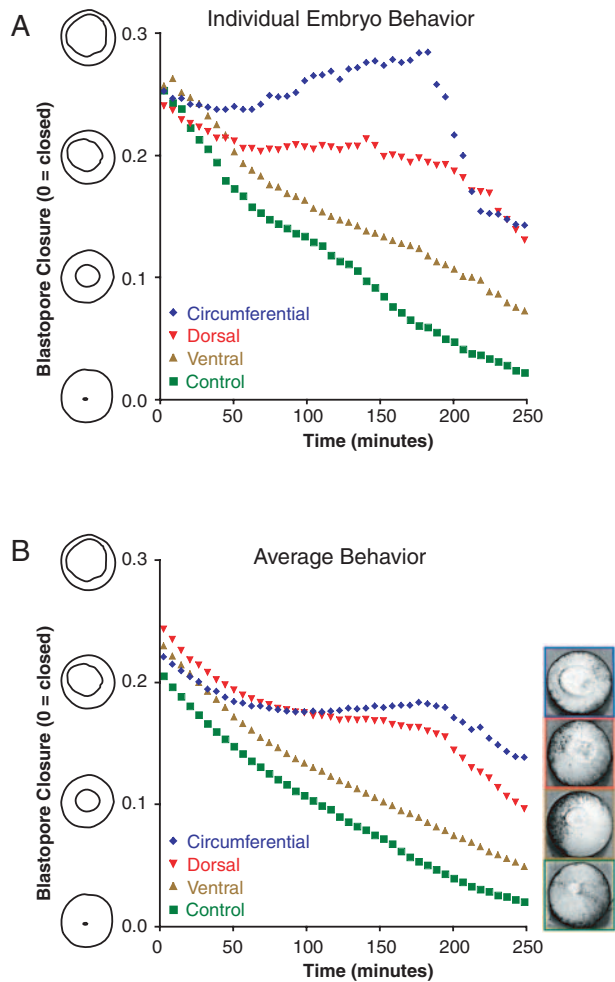 A
Individual Embryo Behavior
Blastopore Closure (0 = closed)
0.3
0.2
0.1
0.0
Circumferential
Dorsal
Ventral
Control
0 50 100 150 200 250
Time (minutes)
B
Average Behavior
Blastopore Closure (0 = closed)
0.3
0.2
0.1
0.0
Circumferential
Dorsal
Ventral
Control
0 50 100 150 200 250
Time (minutes)